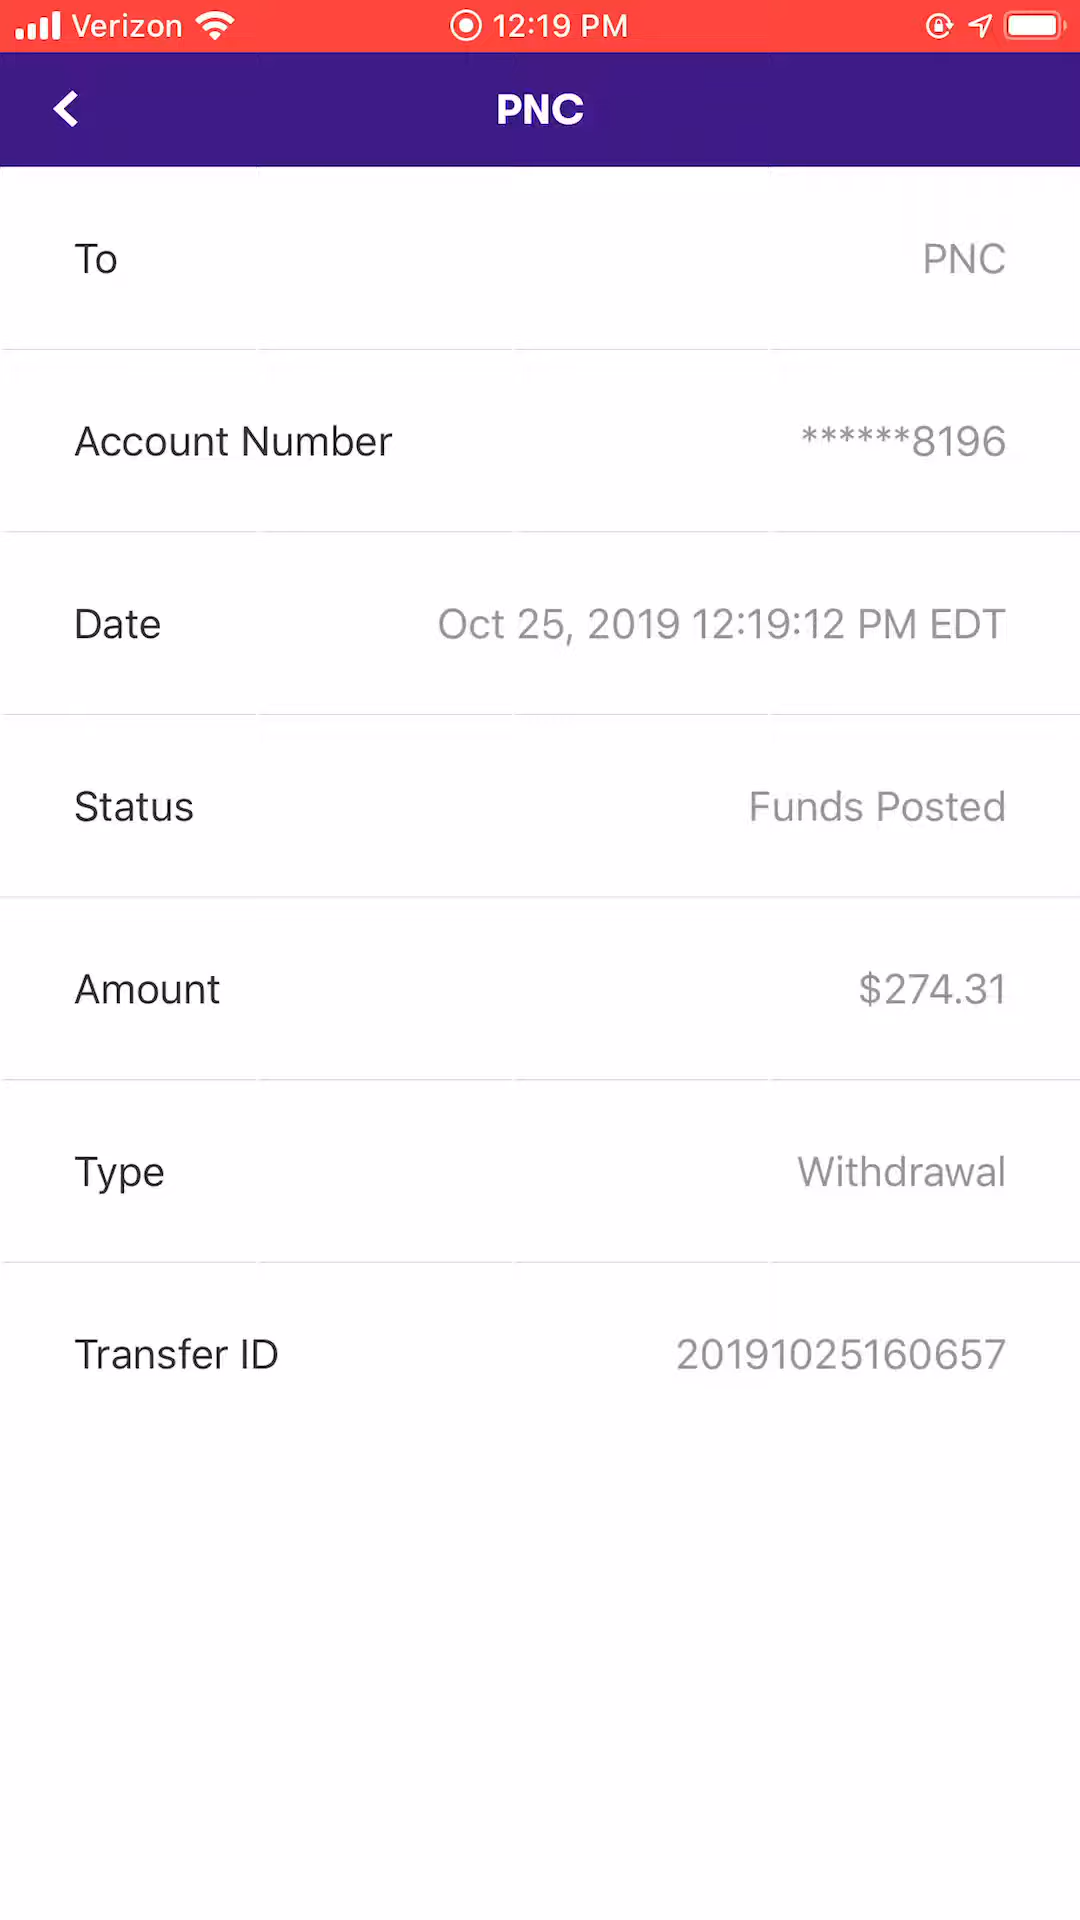 Verizon 12:19 PM
PNC
To PNC
Account Number ******8196
Date Oct 25, 2019 12:19:12 PM EDT
Status Funds Posted
Amount $274.31
Type Withdrawal
Transfer ID 20191025160657